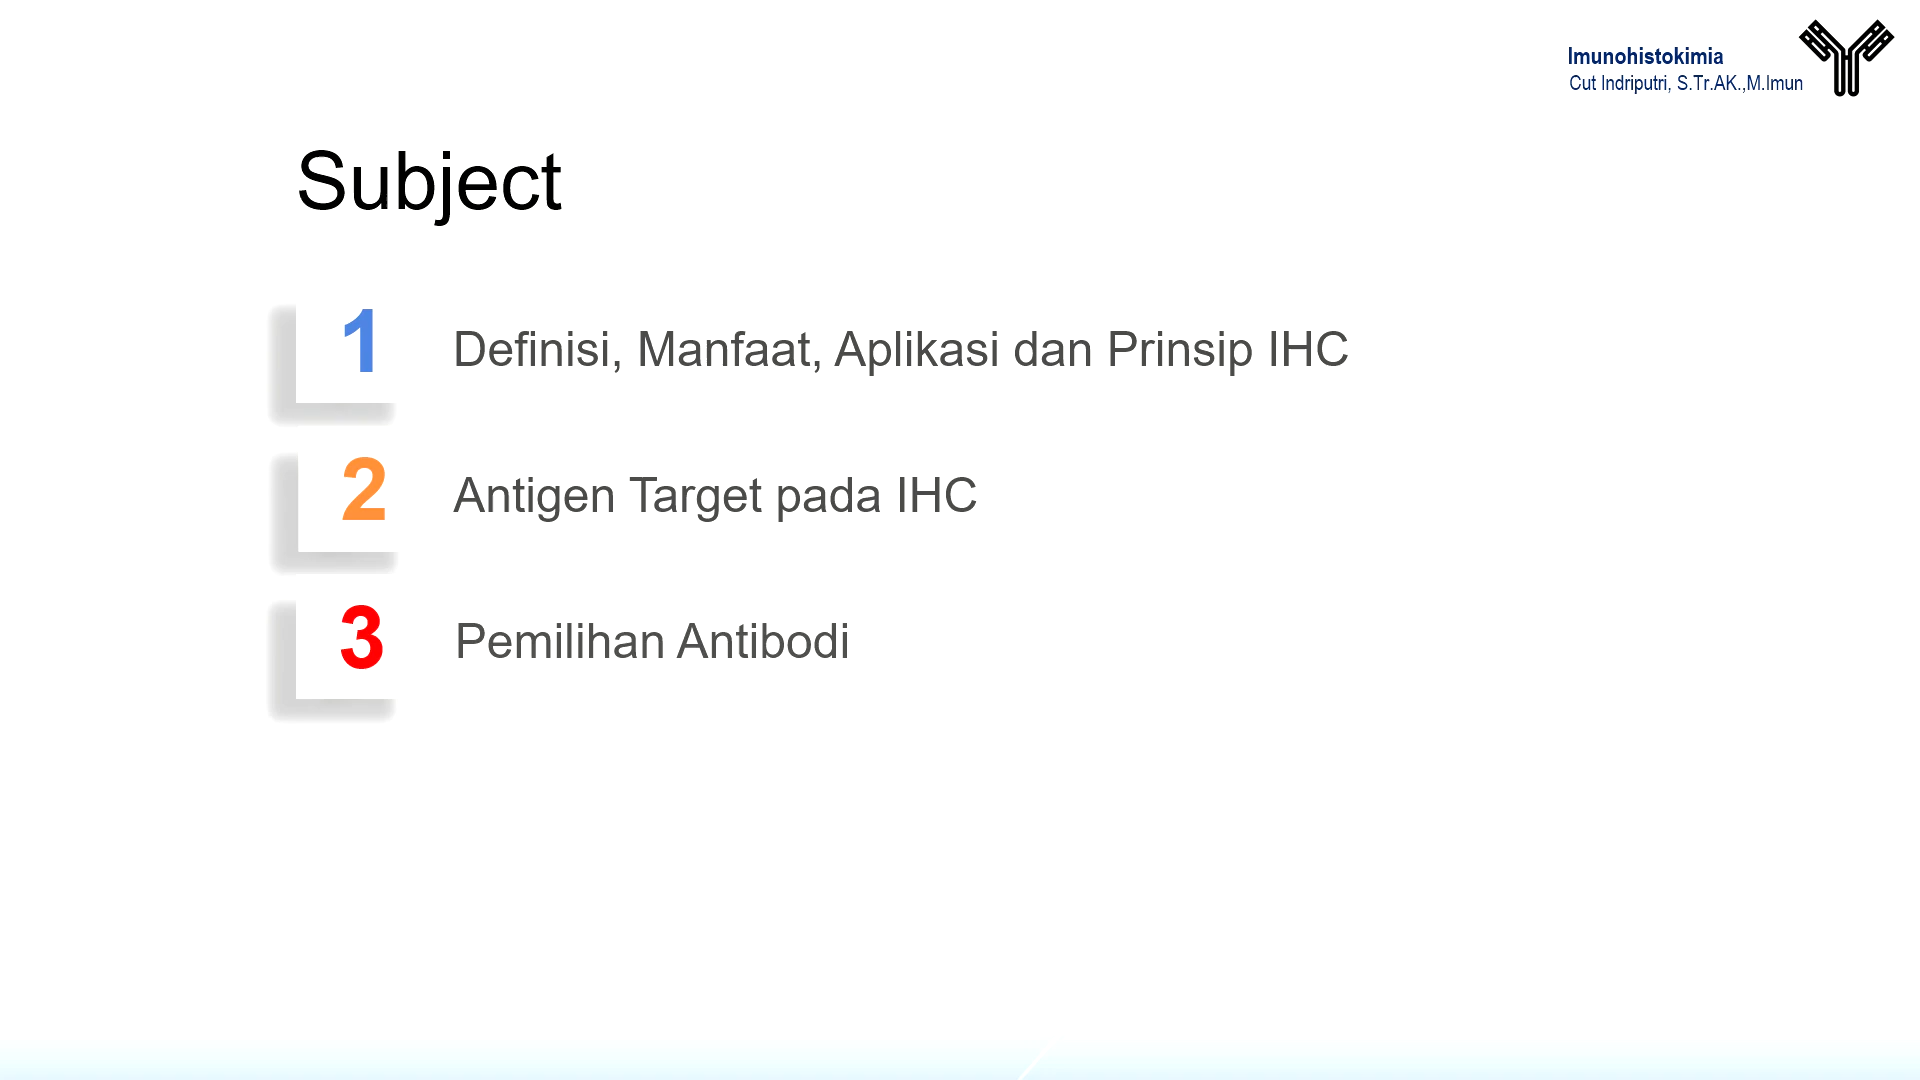 Imunohistokimia
Cut Indriputri, S.Tr.AK.,M.Imun
Subject
1 Definisi, Manfaat, Aplikasi dan Prinsip IHC
2 Antigen Target pada IHC
3 Pemilihan Antibodi